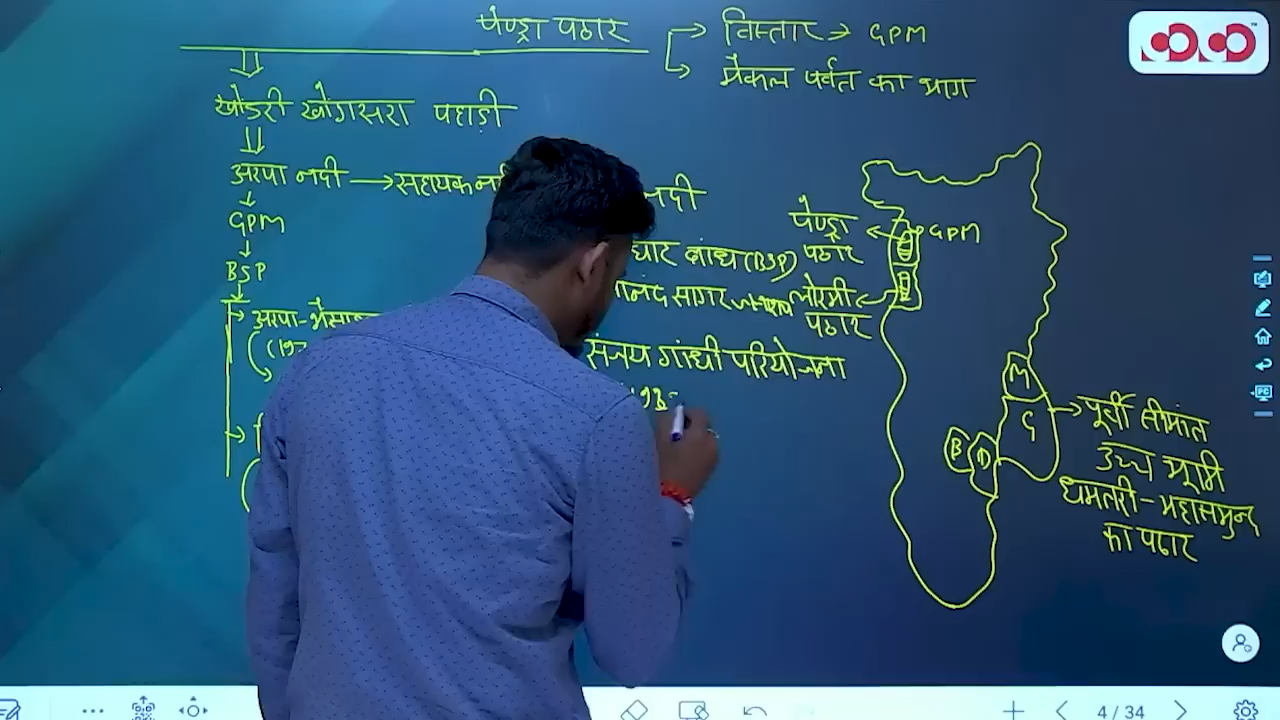 पेण्ड्रा पठार
विस्तार → GPM
मैकल पर्वत का भाग
खोडरी खोंगसरा पहाड़ी
अरपा नदी → सहायक
नदी
GPM
BSP
घाट बांध (BSP)
सागर
अरपा-
संजय गांधी परियोजना
पेण्ड्रा
पठार
GPM
लोरमी
पठार
M
G
B
D
पूर्वी सीमांत
उच्च भूमि
धमतरी-महासमुन्द
का पठार
4 / 34